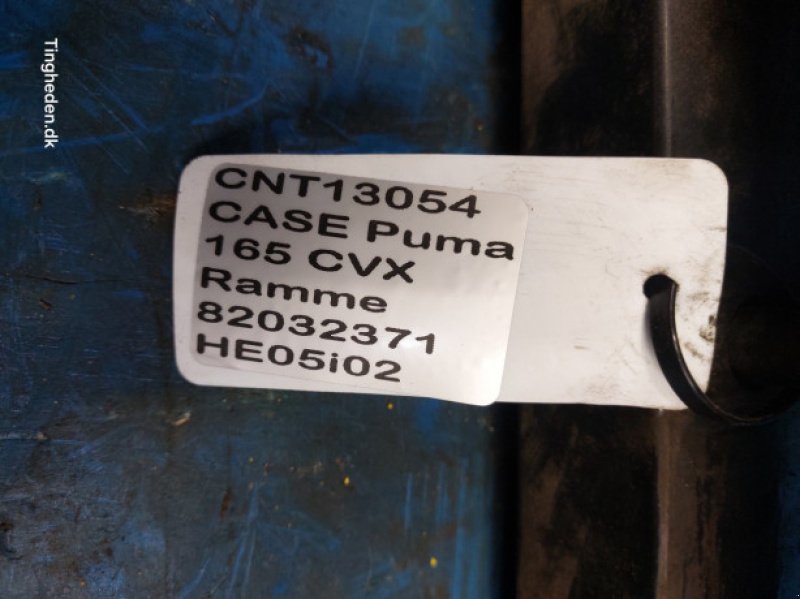 CNT13054
CASE Puma
165 CVX
Ramme
82032371
HE05i02
Tingheden.dk